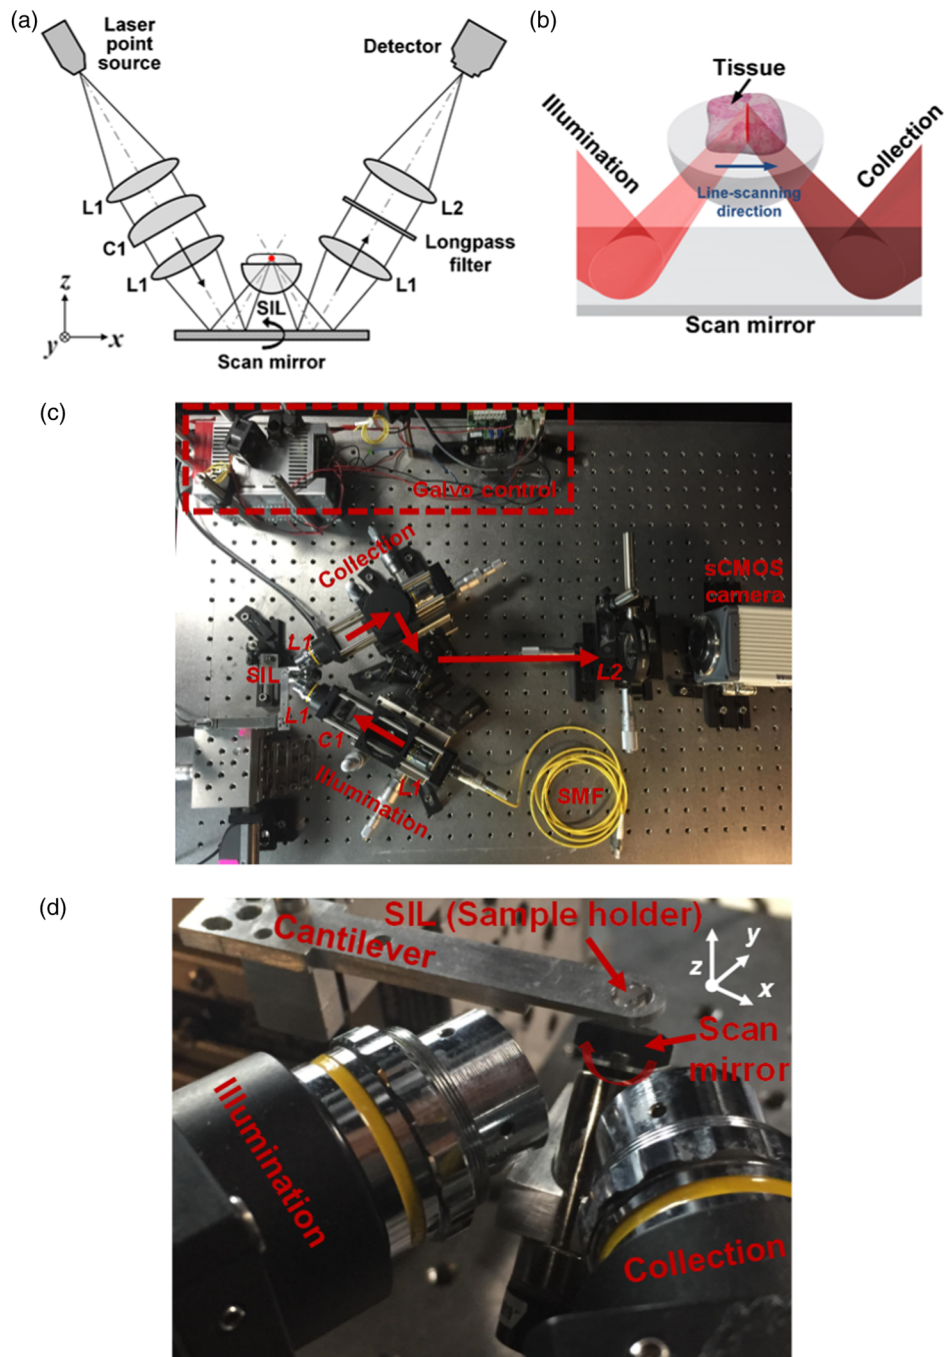 (a)
Laser
point
source
Detector
L1
C1
L1
L2
Longpass
filter
L1
SIL
Scan mirror
z
y
x
(b)
Tissue
Illumination
Collection
Line-scanning
direction
Scan mirror
(c)
Galvo control
Collection
sCMOS
camera
L1
SIL
L2
L1
C1
Illumination
L1
SMF
(d)
SIL (Sample holder)
Cantilever
z
y
x
Scan
mirror
Illumination
Collection